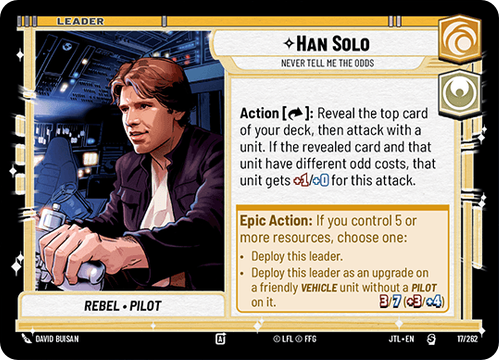 LEADER
HAN SOLO
NEVER TELL ME THE ODDS
Action [ ]: Reveal the top card
of your deck, then attack with a
unit. If the revealed card and that
unit have different odd costs, that
unit gets +1/+0 for this attack.
Epic Action: If you control 5 or
more resources, choose one:
• Deploy this leader.
• Deploy this leader as an upgrade on
a friendly VEHICLE unit without a PILOT
on it.
3/7 (+3/+4)
REBEL • PILOT
DAVID BUISAN
A
© LFL © FFG
JTL • EN
S
17/262